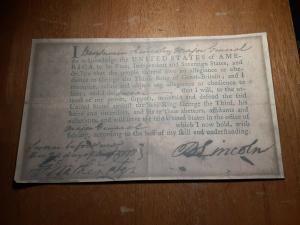 I Benjamin Lincoln Major General
do acknowledge the UNITED STATES of AME-
RICA, to be Free, Independent and Sovereign States, and
declare that the people thereof owe no allegiance or obe-
dience to George the Third, King of Great-Britain; and I
renounce, refuse and abjure any allegiance or obedience to
him; and I do swear that I will, to the ut-
most of my power, support, maintain and defend the said
United States against the said King George the Third, his
heirs and successors, and his or their abettors, assistants and
adherents, and will serve the said United States in the office of
Major General which I now hold, with
fidelity, according to the best of my skill and understanding.
Sworn before me
B Lincoln